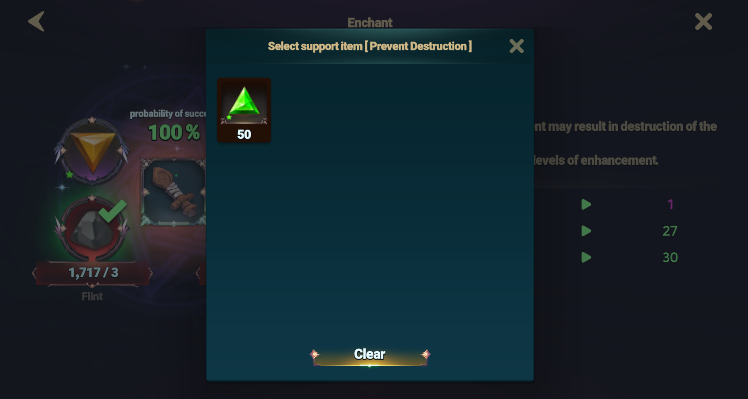 Enchant
Select support item [ Prevent Destruction ]
50
probability of succe
100 %
nt may result in destruction of the
levels of enhancement.
1
27
30
1,717 / 3
Flint
Clear